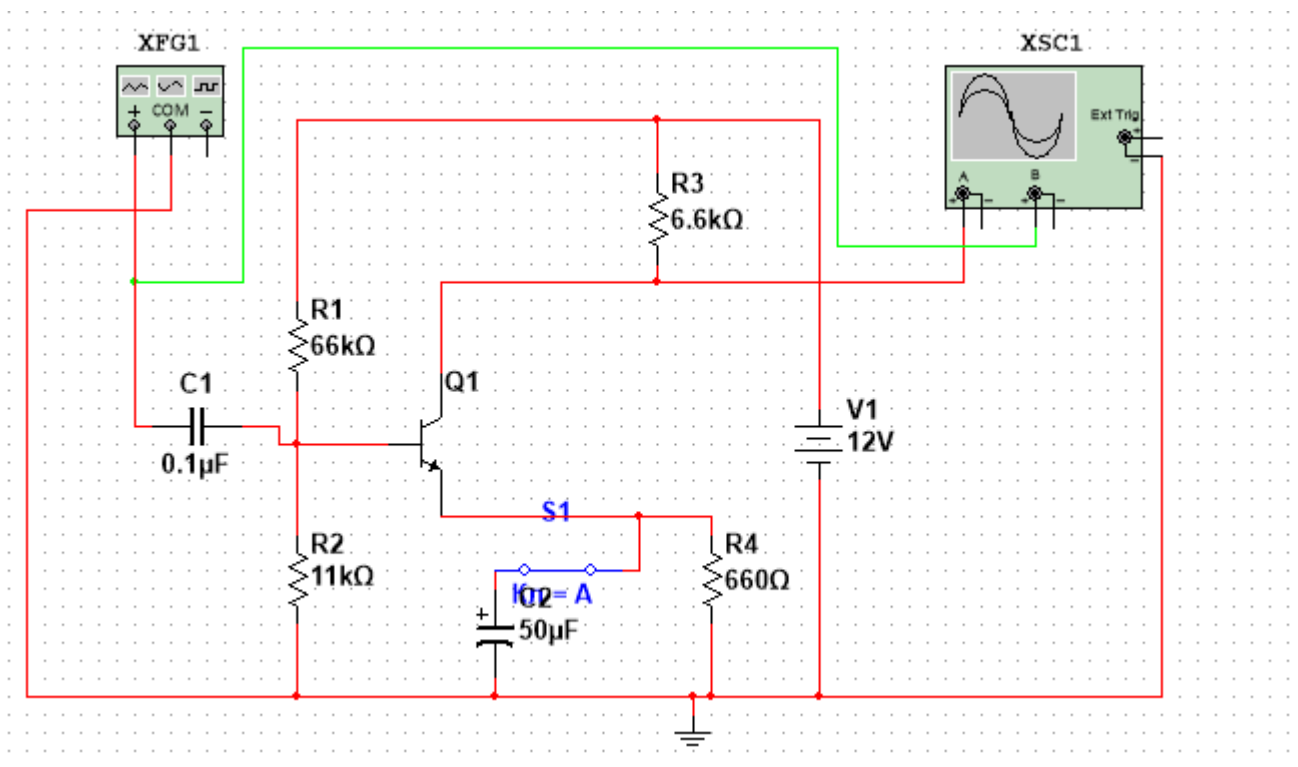 XFG1
XSC1
+ COM −
Ext Trig
+
−
A
B
+ − + −
R3
6.6kΩ
R1
66kΩ
C1
0.1µF
Q1
V1
12V
S1
R2
11kΩ
R4
660Ω
= A
C2
+
50µF